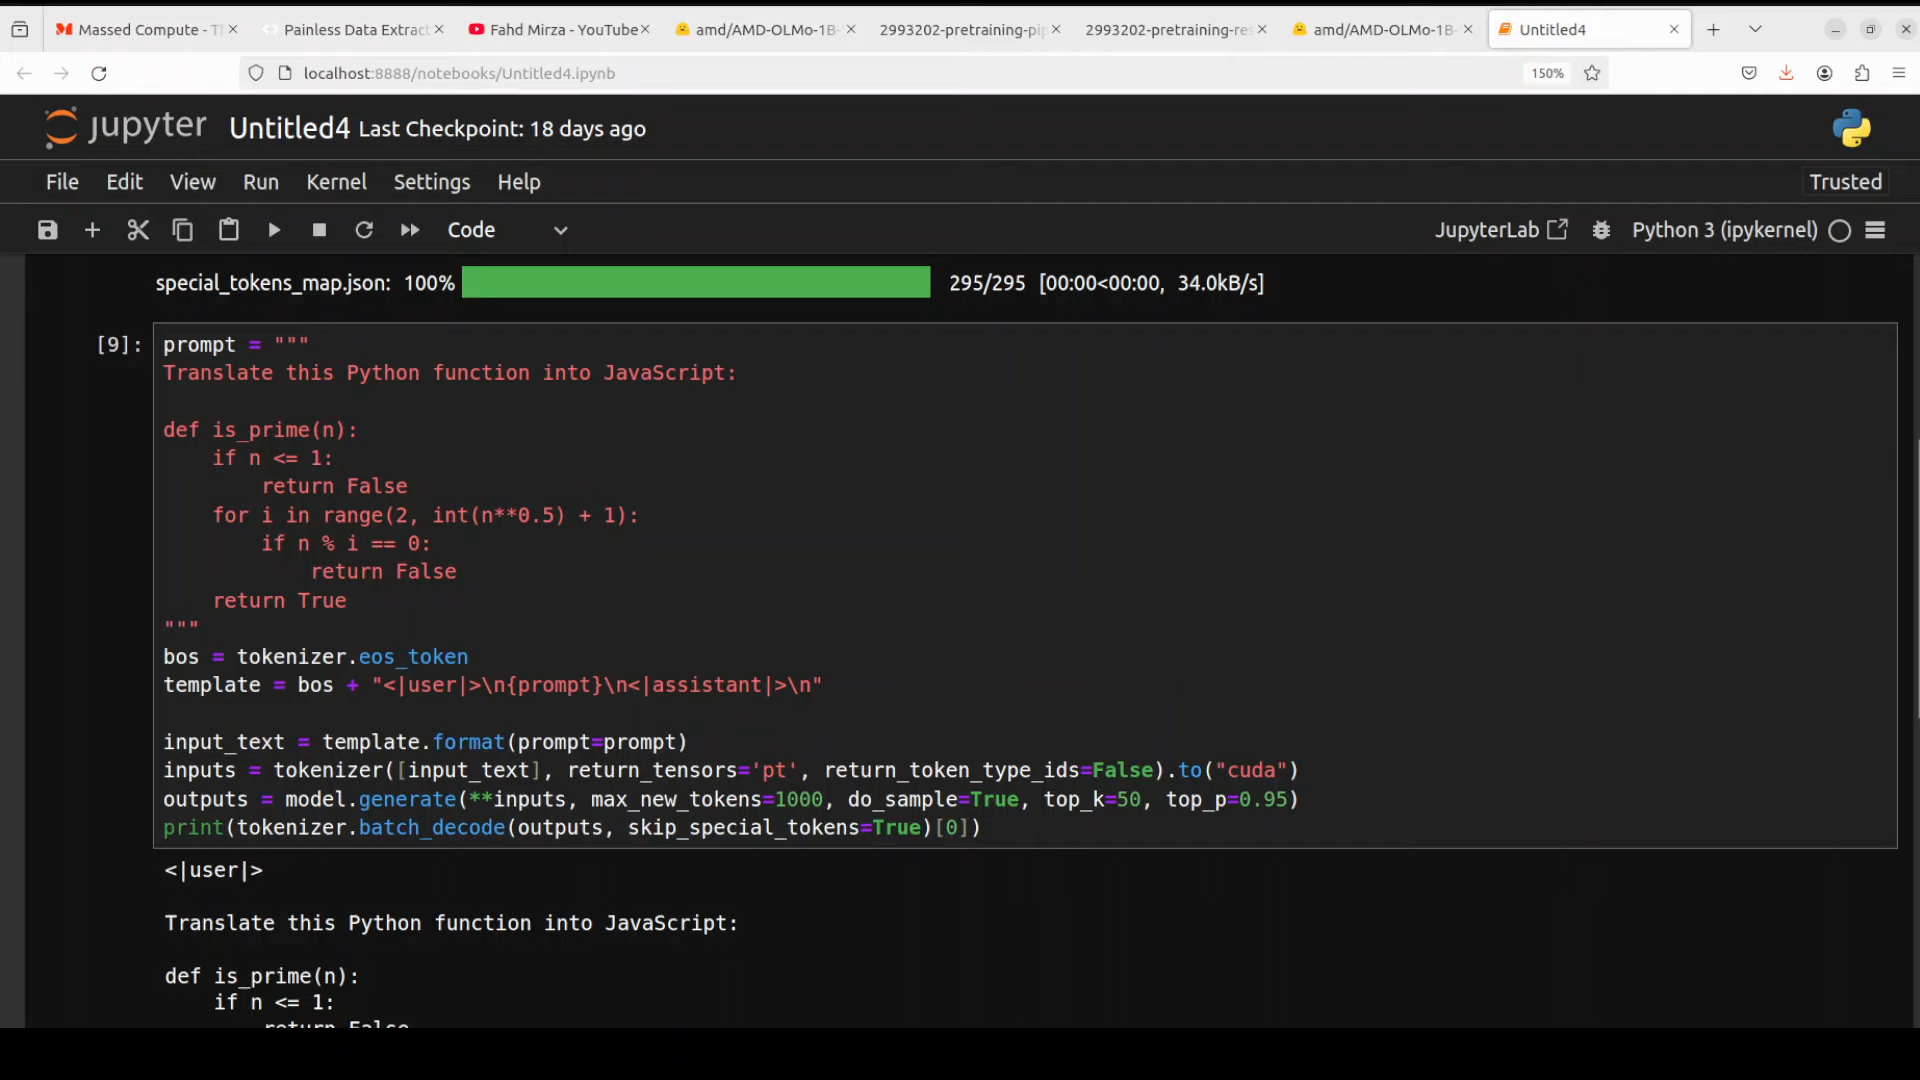 Massed Compute - T
Painless Data Extract
Fahd Mirza - YouTube
amd/AMD-OLMo-1B-
2993202-pretraining-pip
2993202-pretraining-res
amd/AMD-OLMo-1B-
Untitled4
localhost:8888/notebooks/Untitled4.ipynb
150%
jupyter Untitled4 Last Checkpoint: 18 days ago
File Edit View Run Kernel Settings Help
Trusted
Code
JupyterLab
Python 3 (ipykernel)
special_tokens_map.json: 100% 295/295 [00:00<00:00, 34.0kB/s]
[9]:
prompt = """
Translate this Python function into JavaScript:

def is_prime(n):
    if n <= 1:
        return False
    for i in range(2, int(n**0.5) + 1):
        if n % i == 0:
            return False
    return True
"""
bos = tokenizer.eos_token
template = bos + "<|user|>\n{prompt}\n<|assistant|>\n"

input_text = template.format(prompt=prompt)
inputs = tokenizer([input_text], return_tensors='pt', return_token_type_ids=False).to("cuda")
outputs = model.generate(**inputs, max_new_tokens=1000, do_sample=True, top_k=50, top_p=0.95)
print(tokenizer.batch_decode(outputs, skip_special_tokens=True)[0])
<|user|>

Translate this Python function into JavaScript:

def is_prime(n):
    if n <= 1:
        return False